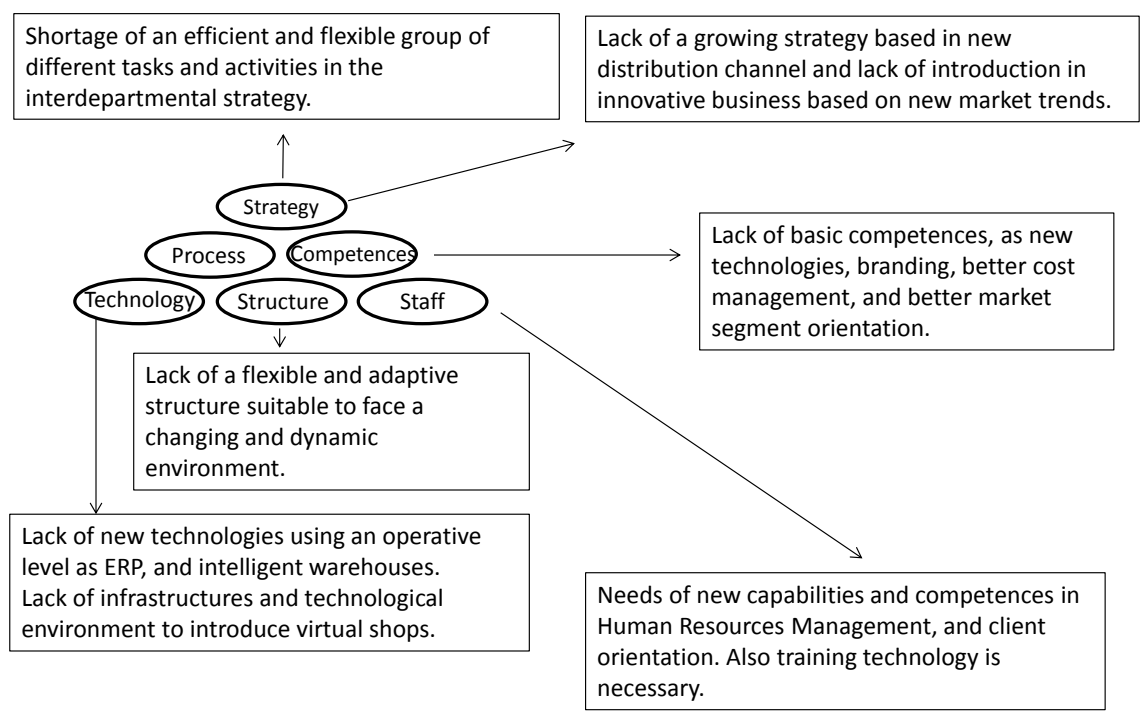 Shortage of an efficient and flexible group of
different tasks and activities in the
interdepartmental strategy.
Lack of a growing strategy based in new
distribution channel and lack of introduction in
innovative business based on new market trends.
Strategy
Process
Competences
Technology
Structure
Staff
Lack of basic competences, as new
technologies, branding, better cost
management, and better market
segment orientation.
Lack of a flexible and adaptive
structure suitable to face a
changing and dynamic
environment.
Lack of new technologies using an operative
level as ERP, and intelligent warehouses.
Lack of infrastructures and technological
environment to introduce virtual shops.
Needs of new capabilities and competences in
Human Resources Management, and client
orientation. Also training technology is
necessary.